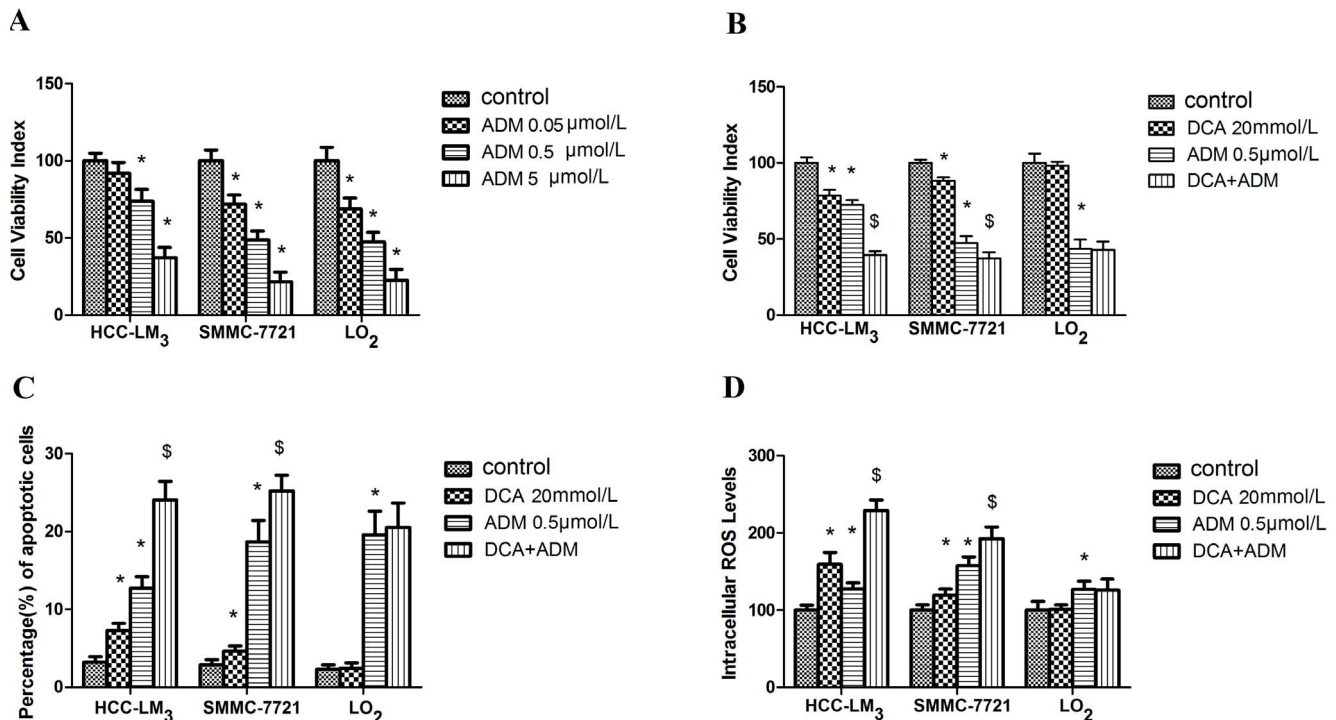 A
150
100
50
0
Cell Viability Index
*
*
*
*
*
*
*
*
HCC-LM3
SMMC-7721
LO2
control
ADM 0.05 µmol/L
ADM 0.5 µmol/L
ADM 5 µmol/L
B
150
100
50
0
Cell Viability Index
*
*
$
*
*
$
*
HCC-LM3
SMMC-7721
LO2
control
DCA 20mmol/L
ADM 0.5µmol/L
DCA+ADM
C
30
20
10
0
Percentage(%) of apoptotic cells
*
*
$
*
*
$
*
HCC-LM3
SMMC-7721
LO2
control
DCA 20mmol/L
ADM 0.5µmol/L
DCA+ADM
D
300
200
100
0
Intracellular ROS Levels
*
*
$
*
*
$
*
HCC-LM3
SMMC-7721
LO2
control
DCA 20mmol/L
ADM 0.5µmol/L
DCA+ADM